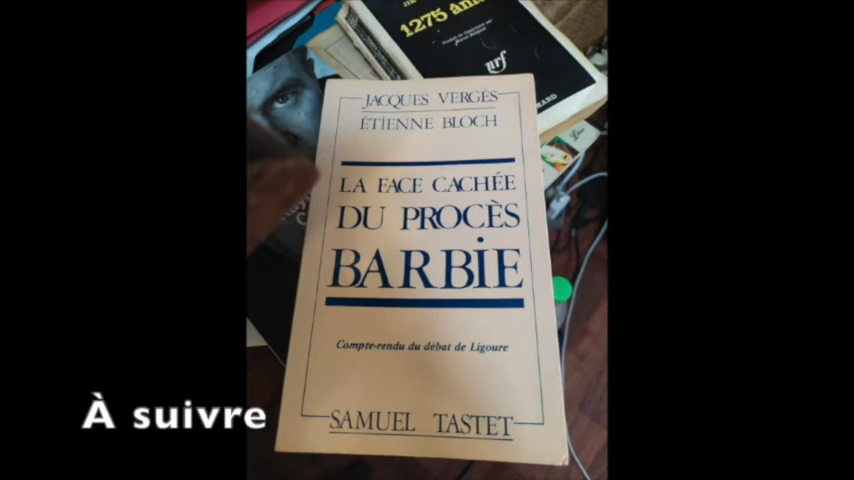 1275 âm
nrf
JACQUES VERGÈS
ÉTIENNE BLOCH
LA FACE CACHÉE
DU PROCÈS
BARBIE
Compte-rendu du débat de Ligoure
SAMUEL TASTET
À suivre